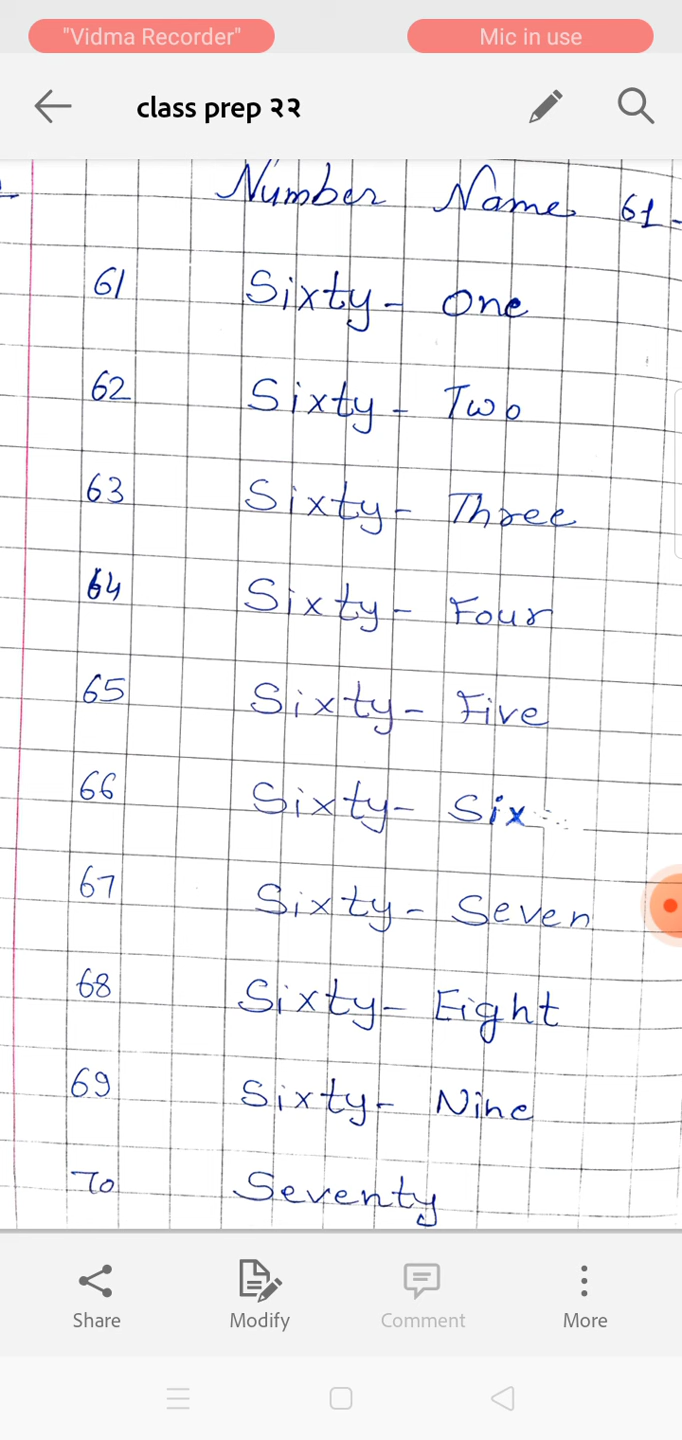 "Vidma Recorder" Mic in use
class prep २२
Number Name 61-
61 Sixty- One
62 Sixty- Two
63 Sixty- Three
64 Sixty- Four
65 Sixty- Five
66 Sixty- Six
67 Sixty- Seven
68 Sixty- Eight
69 Sixty- Nine
70 Seventy
Share Modify Comment More